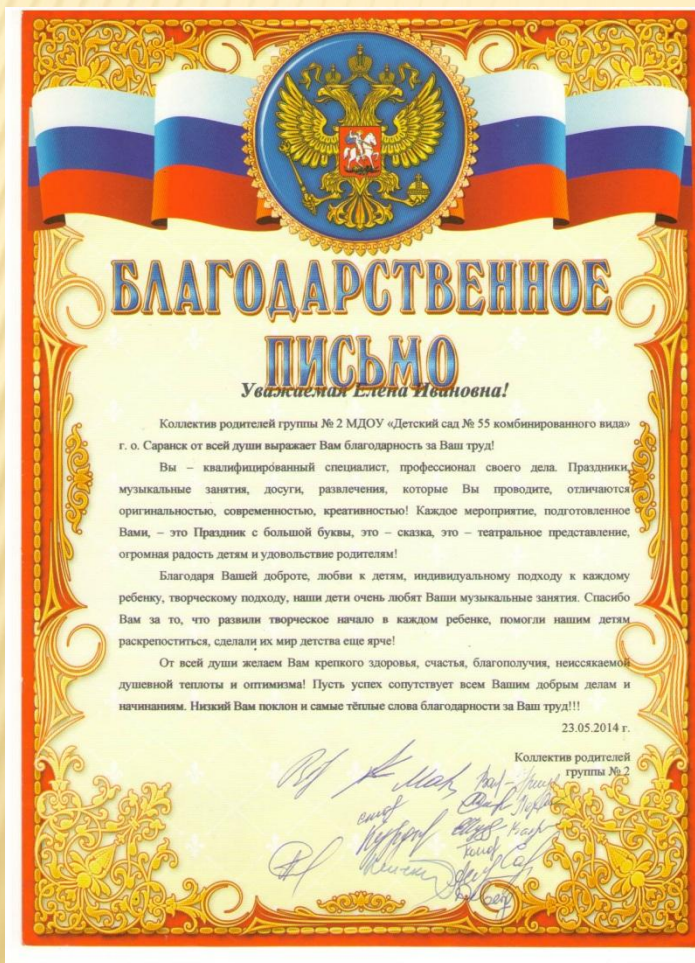 БЛАГОДАРСТВЕННОЕ
ПИСЬМО
Уважаемая Елена Ивановна!
Коллектив родителей группы № 2 МДОУ «Детский сад № 55 комбинированного вида»
г. о. Саранск от всей души выражает Вам благодарность за Ваш труд!
Вы – квалифицированный специалист, профессионал своего дела. Праздники,
музыкальные занятия, досуги, развлечения, которые Вы проводите, отличаются
оригинальностью, современностью, креативностью! Каждое мероприятие, подготовленное
Вами, – это Праздник с большой буквы, это – сказка, это – театральное представление,
огромная радость детям и удовольствие родителям!
Благодаря Вашей доброте, любви к детям, индивидуальному подходу к каждому
ребенку, творческому подходу, наши дети очень любят Ваши музыкальные занятия. Спасибо
Вам за то, что развили творческое начало в каждом ребенке, помогли нашим детям
раскрепоститься, сделали их мир детства еще ярче!
От всей души желаем Вам крепкого здоровья, счастья, благополучия, неиссякаемой
душевной теплоты и оптимизма! Пусть успех сопутствует всем Вашим добрым делам и
начинаниям. Низкий Вам поклон и самые тёплые слова благодарности за Ваш труд!!!
23.05.2014 г.
Коллектив родителей
группы № 2